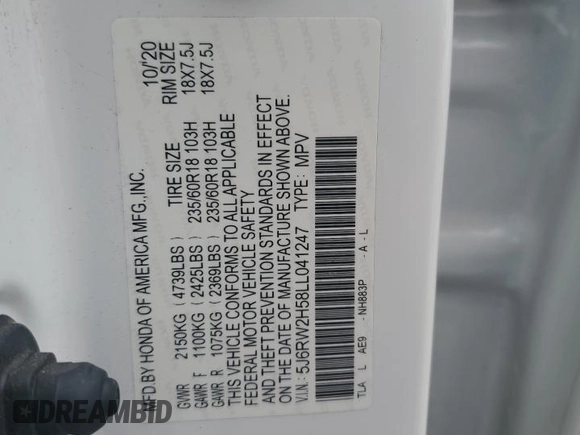 MFD.BY HONDA OF AMERICA MFG.,INC. 10/'20
TIRE SIZE RIM SIZE
GVWR 2150KG ( 4739LBS )
GAWR F 1100KG ( 2425LBS ) 235/60R18 103H 18X7.5J
GAWR R 1075KG ( 2369LBS ) 235/60R18 103H 18X7.5J
THIS VEHICLE CONFORMS TO ALL APPLICABLE
FEDERAL MOTOR VEHICLE SAFETY
AND THEFT PREVENTION STANDARDS IN EFFECT
ON THE DATE OF MANUFACTURE SHOWN ABOVE.
V.I.N.: 5J6RW2H58LL041247 TYPE: MPV
TLA L AE9 -NH883P -A-L
DREAMBID